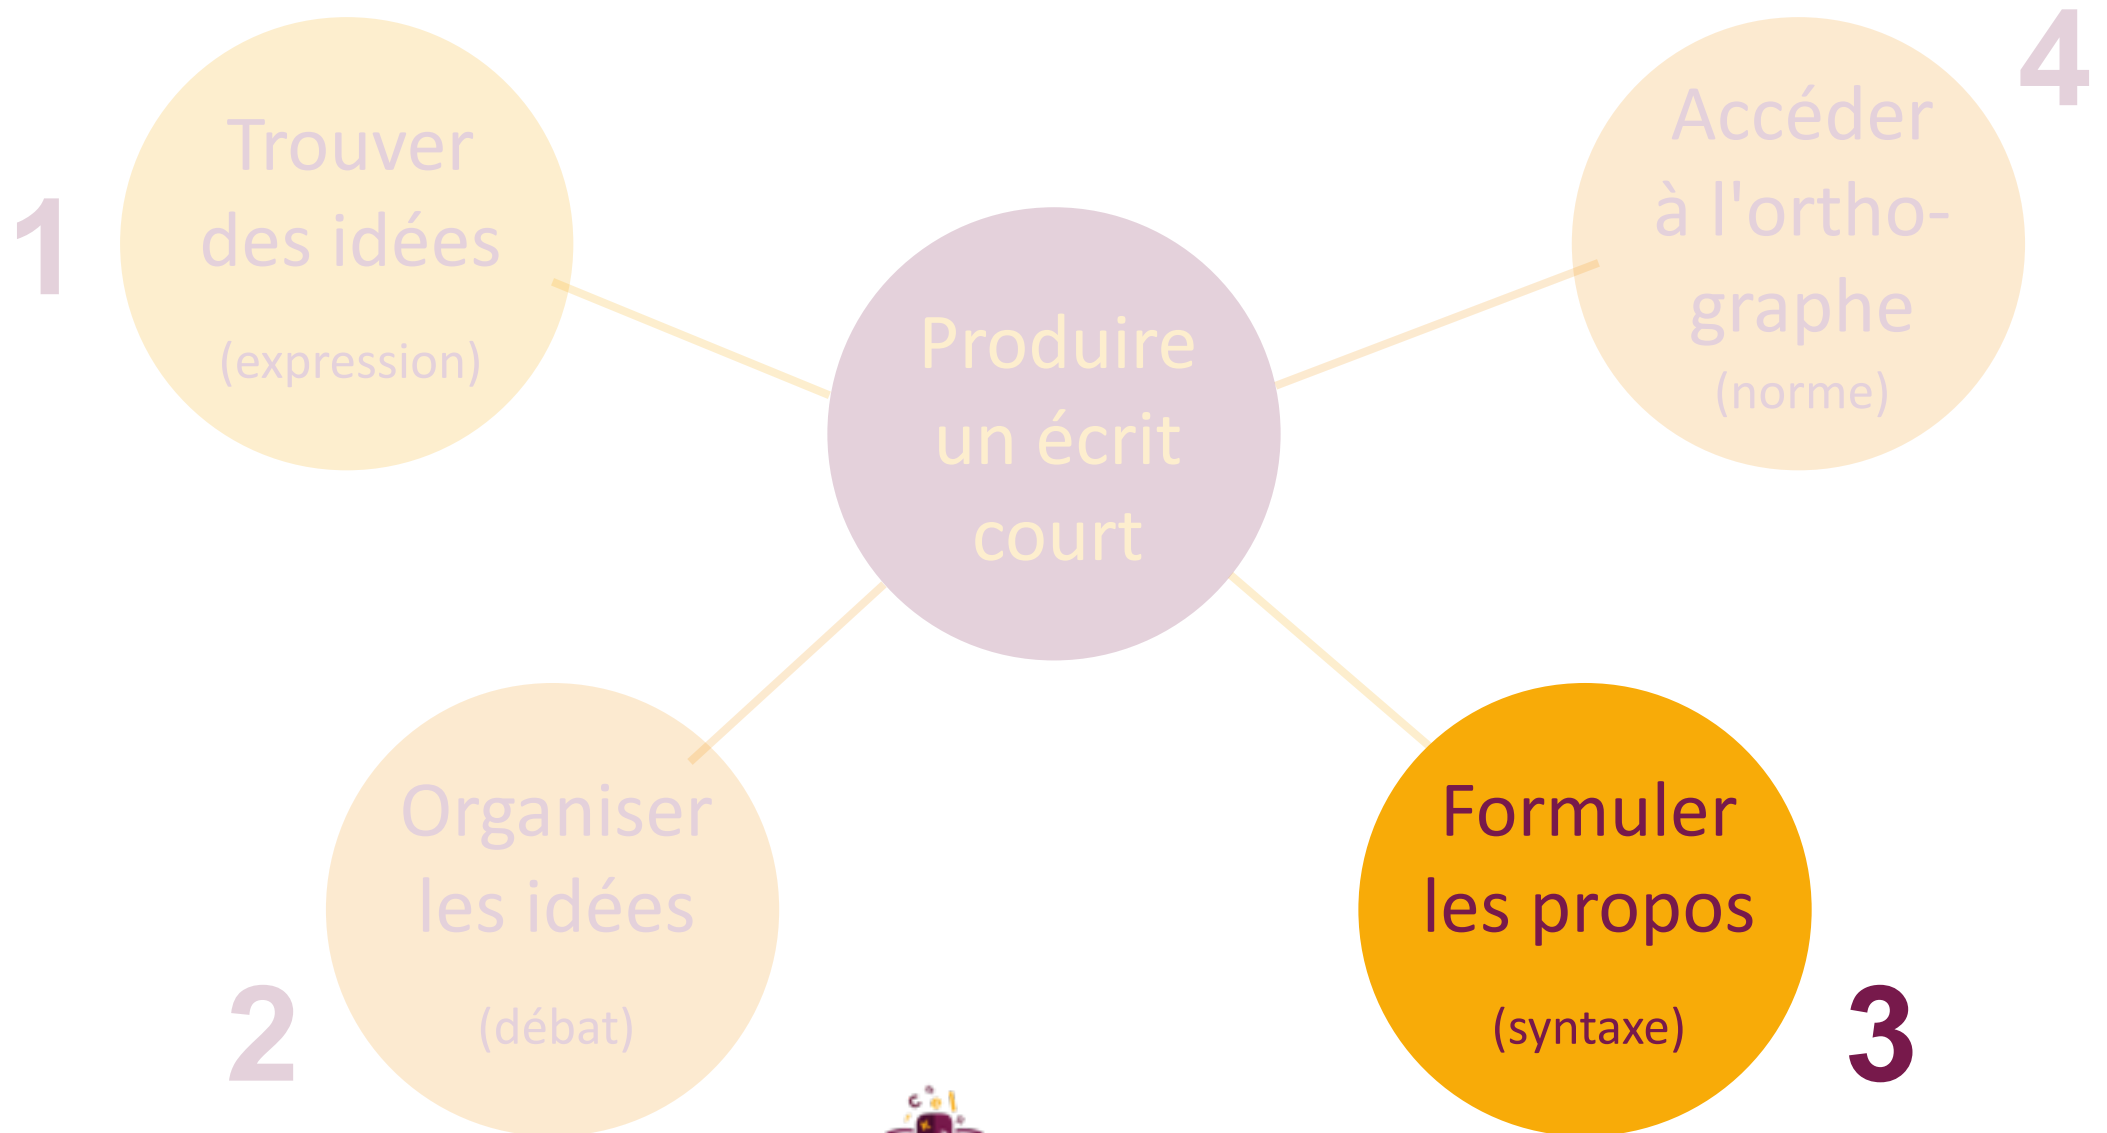 1
Trouver
des idées
(expression)
2
Organiser
les idées
(débat)
Produire
un écrit
court
3
Formuler
les propos
(syntaxe)
4
Accéder
à l'ortho-
graphe
(norme)